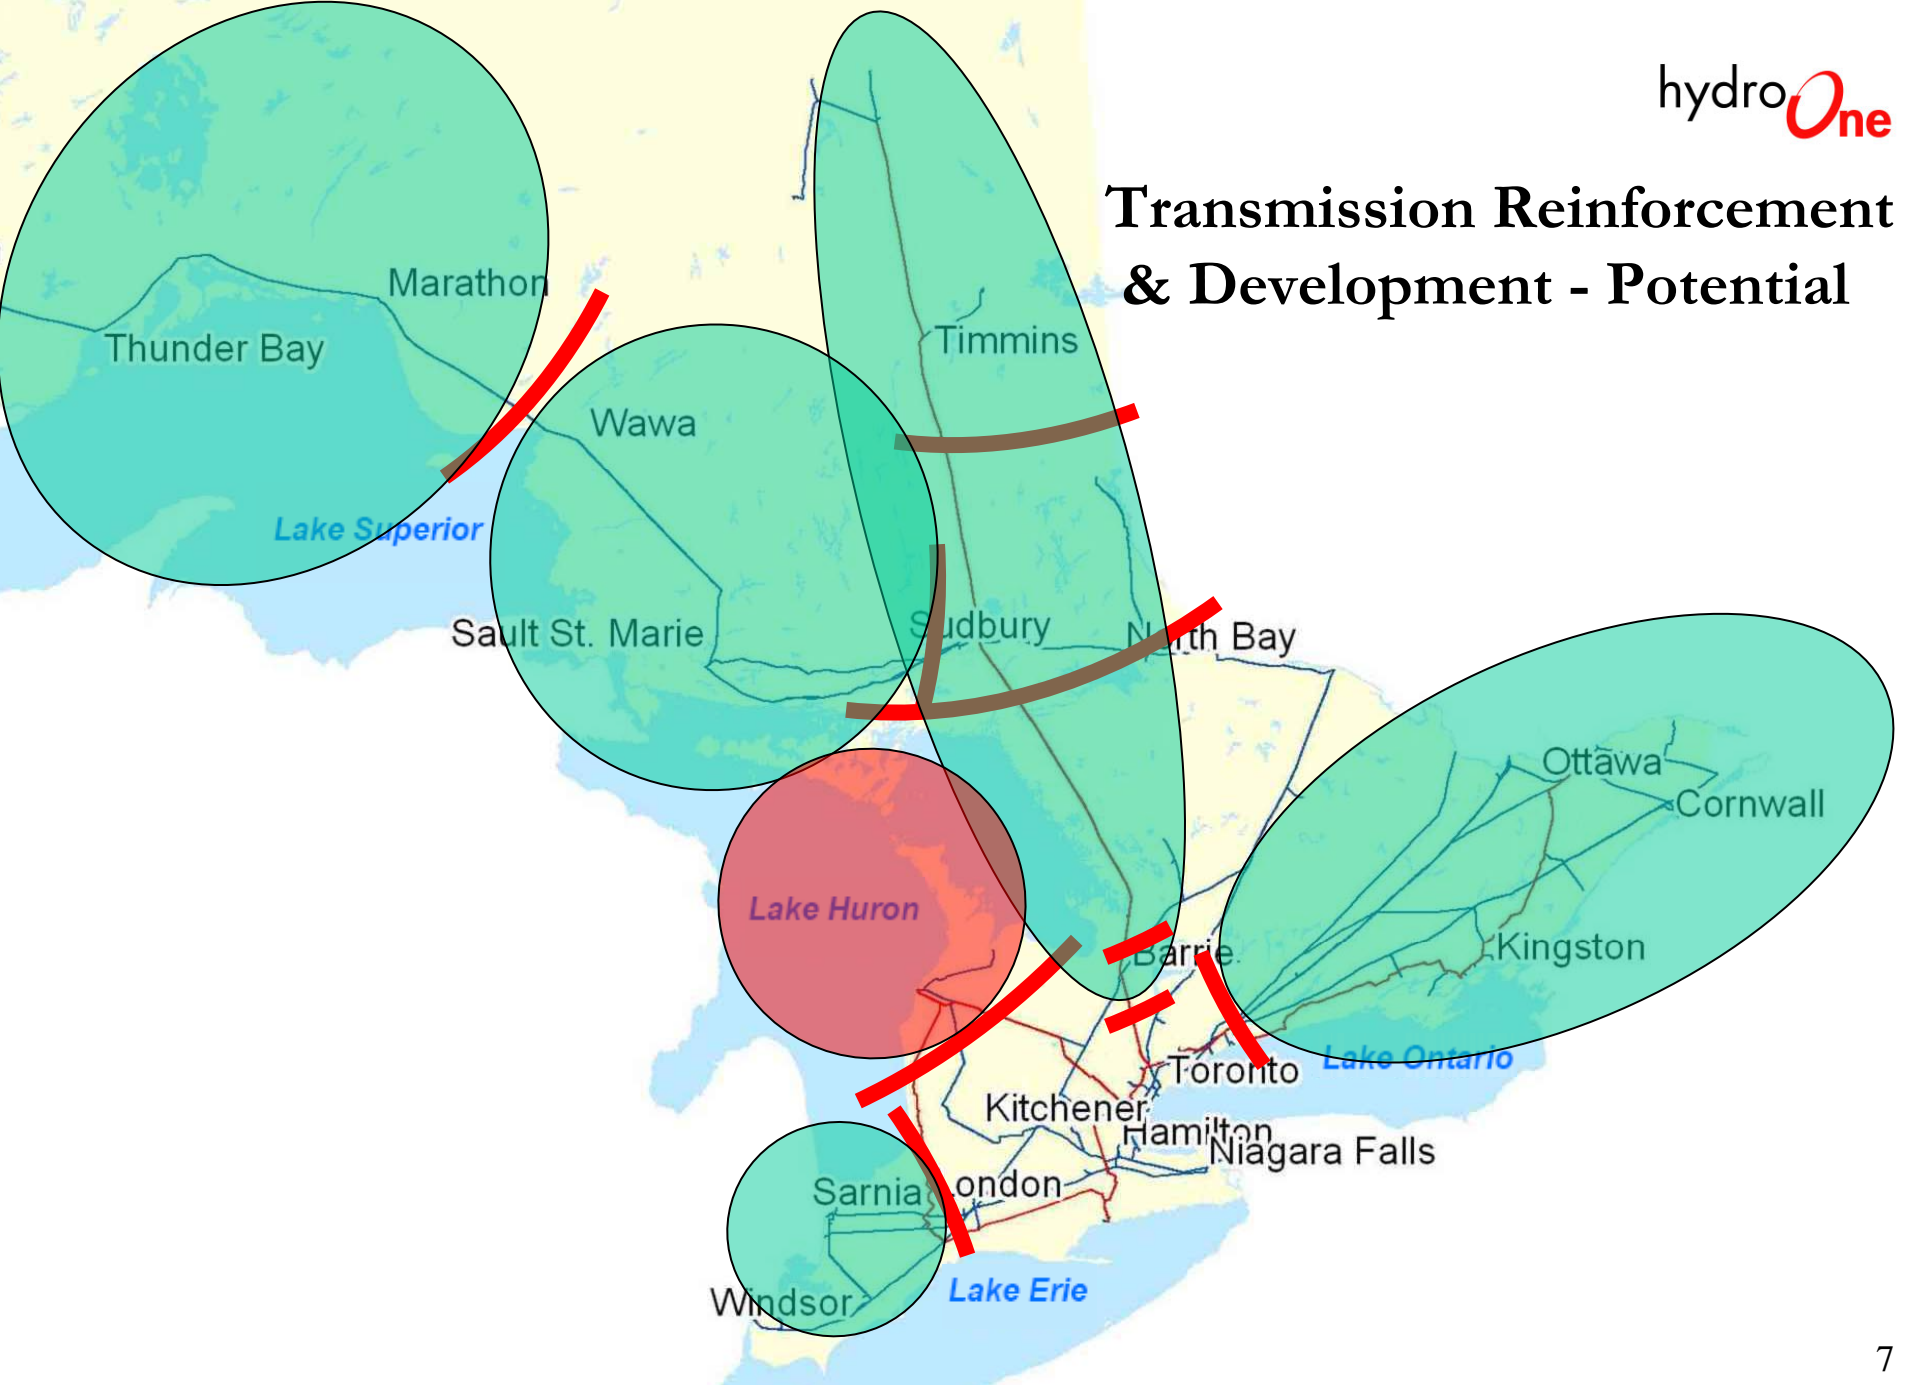 hydroOne
Transmission Reinforcement
& Development - Potential
Marathon
Thunder Bay
Timmins
Wawa
Lake Superior
Sault St. Marie
Sudbury
North Bay
Ottawa
Cornwall
Lake Huron
Kingston
Barrie
Toronto
Lake Ontario
Kitchener
Hamilton
Niagara Falls
Sarnia
London
Windsor
Lake Erie
7